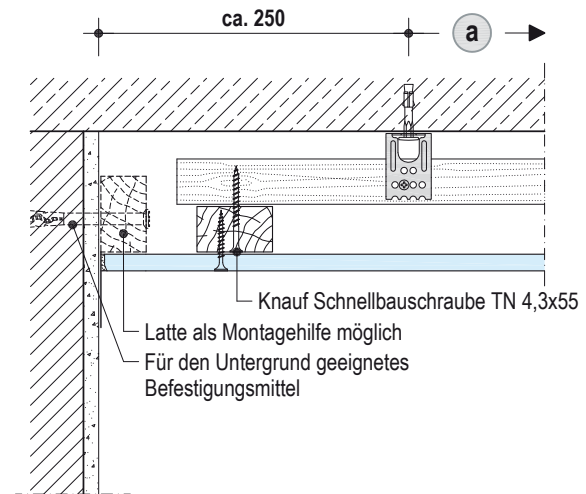 ca. 250
a
Knauf Schnellbauschraube TN 4,3x55
Latte als Montagehilfe möglich
Für den Untergrund geeignetes
Befestigungsmittel